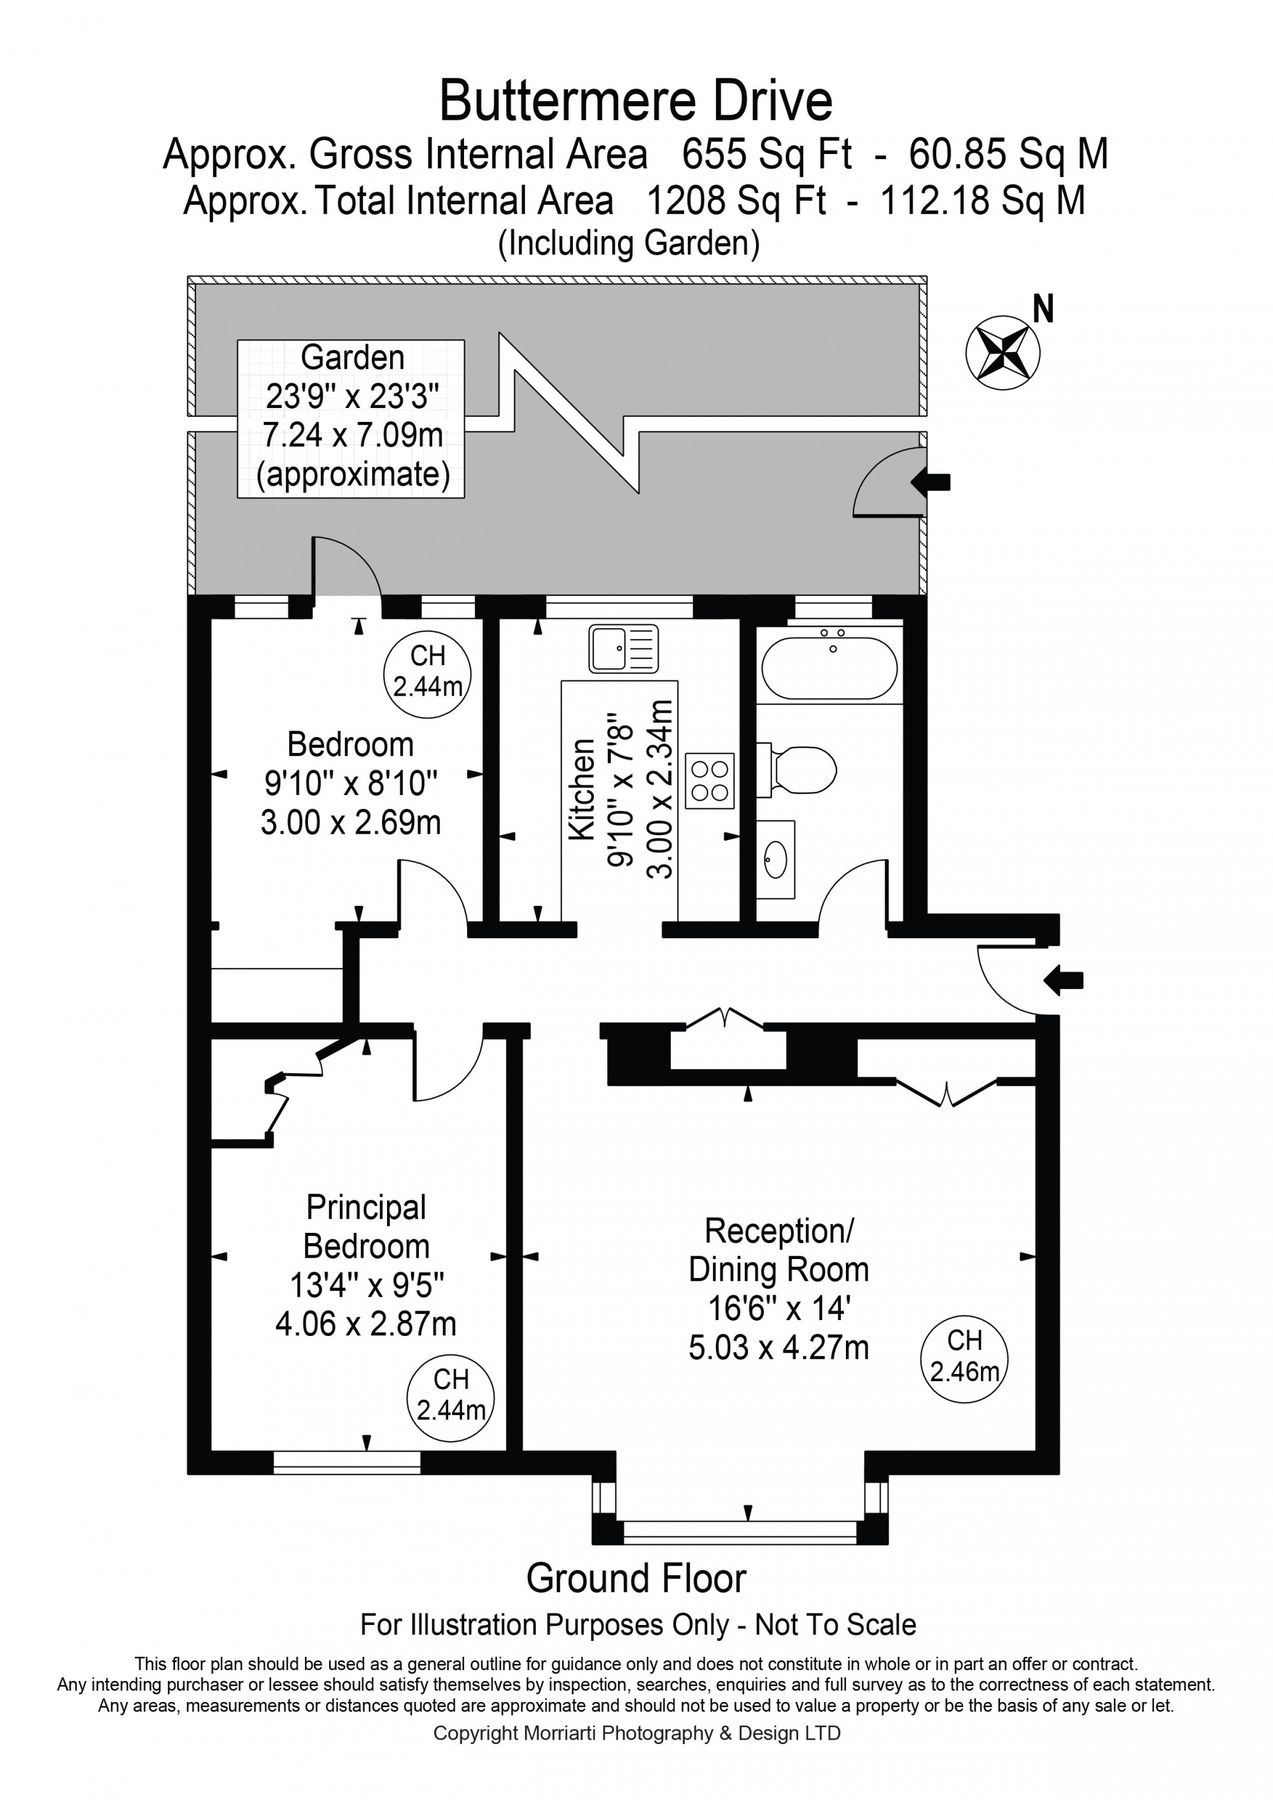 Buttermere Drive
Approx. Gross Internal Area 655 Sq Ft - 60.85 Sq M
Approx. Total Internal Area 1208 Sq Ft - 112.18 Sq M
(Including Garden)
N
Garden
23'9" x 23'3"
7.24 x 7.09m
(approximate)
CH
2.44m
Bedroom
9'10" x 8'10"
3.00 x 2.69m
Kitchen
9'10" x 7'8"
3.00 x 2.34m
Principal
Bedroom
13'4" x 9'5"
4.06 x 2.87m
CH
2.44m
Reception/
Dining Room
16'6" x 14'
5.03 x 4.27m
CH
2.46m
Ground Floor
For Illustration Purposes Only - Not To Scale
This floor plan should be used as a general outline for guidance only and does not constitute in whole or in part an offer or contract.
Any intending purchaser or lessee should satisfy themselves by inspection, searches, enquiries and full survey as to the correctness of each statement.
Any areas, measurements or distances quoted are approximate and should not be used to value a property or be the basis of any sale or let.
Copyright Morriarti Photography & Design LTD